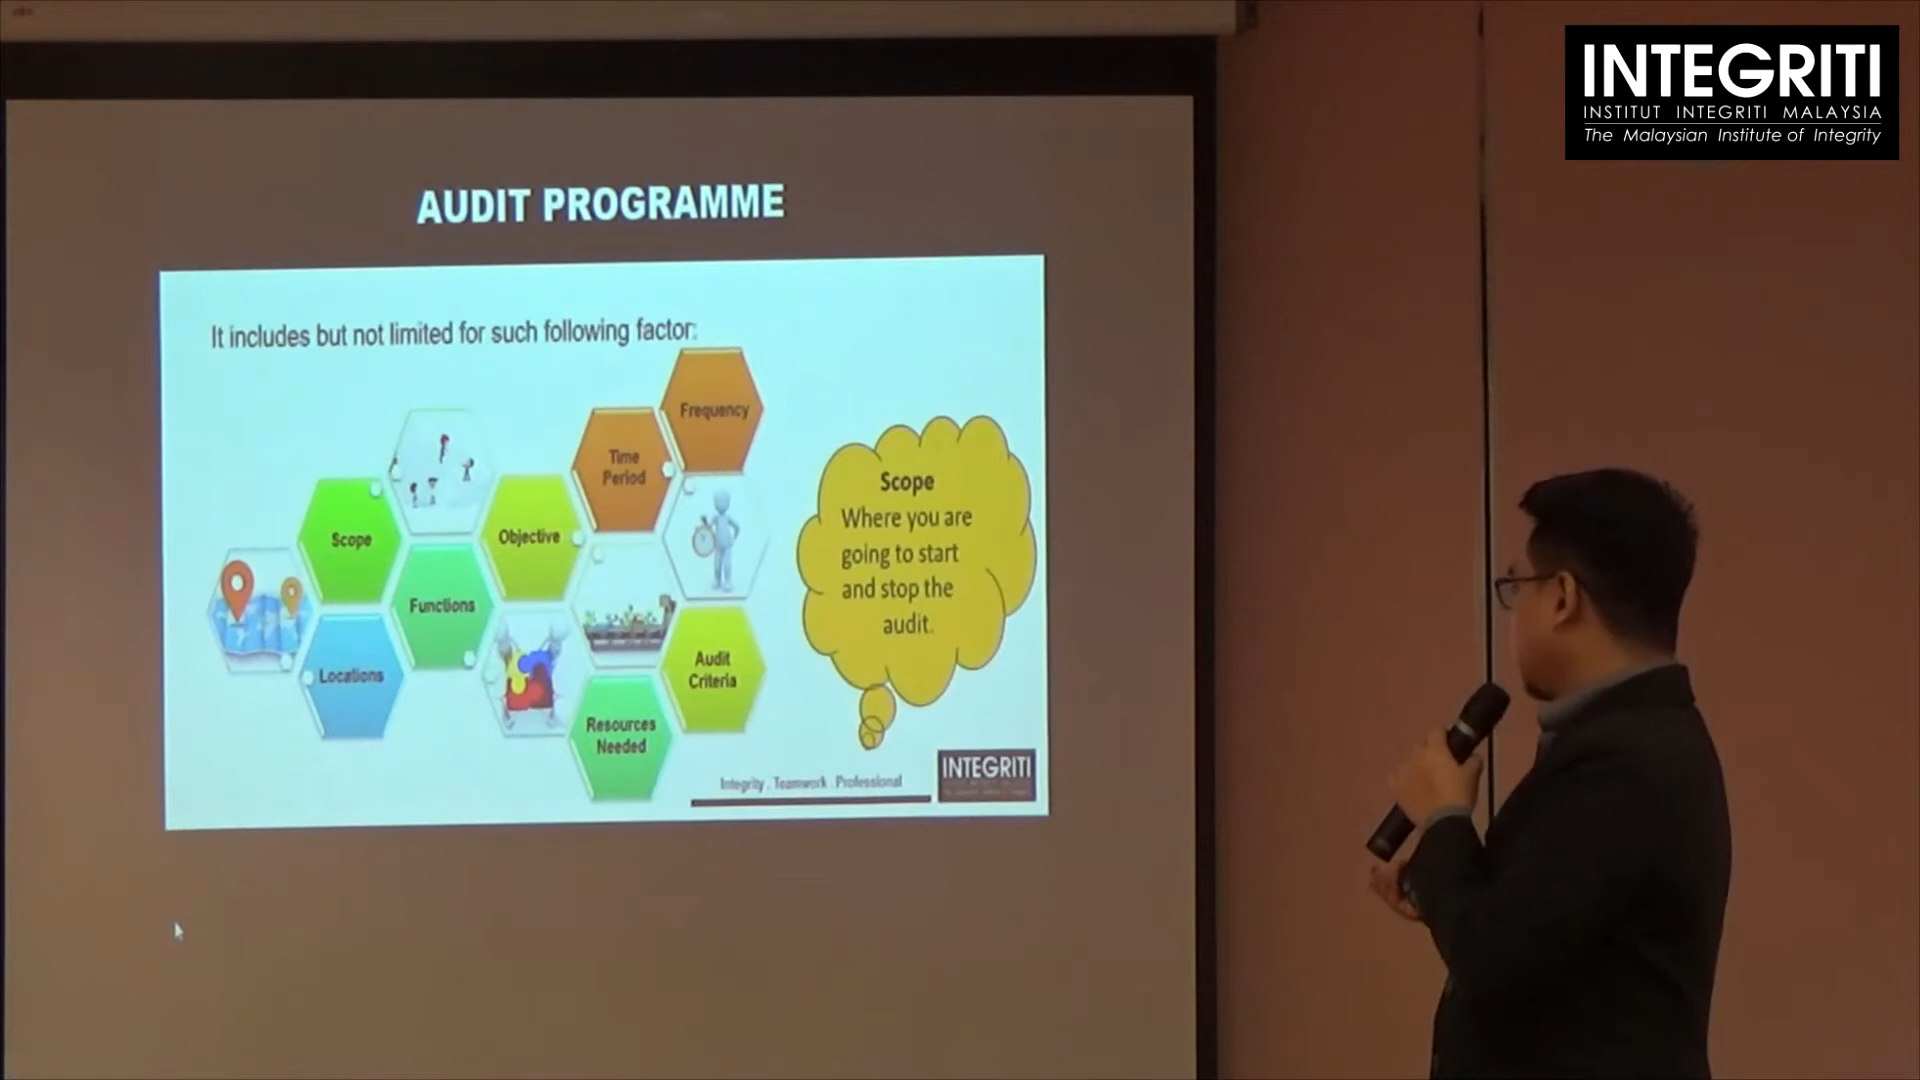 INTEGRITI
INSTITUT INTEGRITI MALAYSIA
The Malaysian Institute of Integrity
AUDIT PROGRAMME
It includes but not limited for such following factor:
Frequency
Time
Period
Scope
Objective
Functions
Locations
Audit
Criteria
Resources
Needed
Scope
Where you are
going to start
and stop the
audit.
Integrity . Teamwork . Professional
INTEGRITI